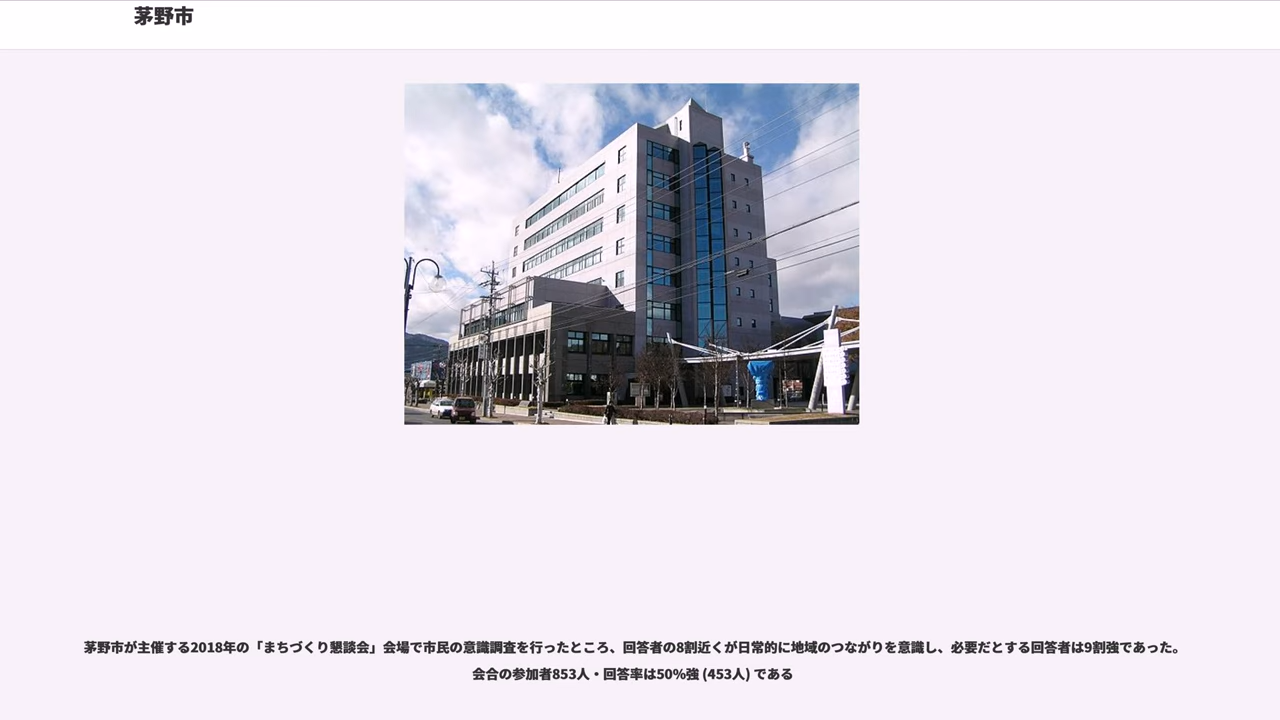 茅野市
茅野市が主催する2018年の「まちづくり懇談会」会場で市民の意識調査を行ったところ、回答者の8割近くが日常的に地域のつながりを意識し、必要だとする回答者は9割強であった。
会合の参加者853人・回答率は50%強 (453人) である